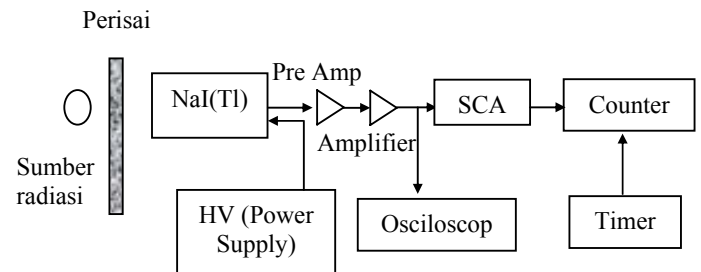 Perisai
Pre Amp
NaI(Tl)
SCA
Counter
Amplifier
Sumber
radiasi
HV (Power
Supply)
Osciloscop
Timer